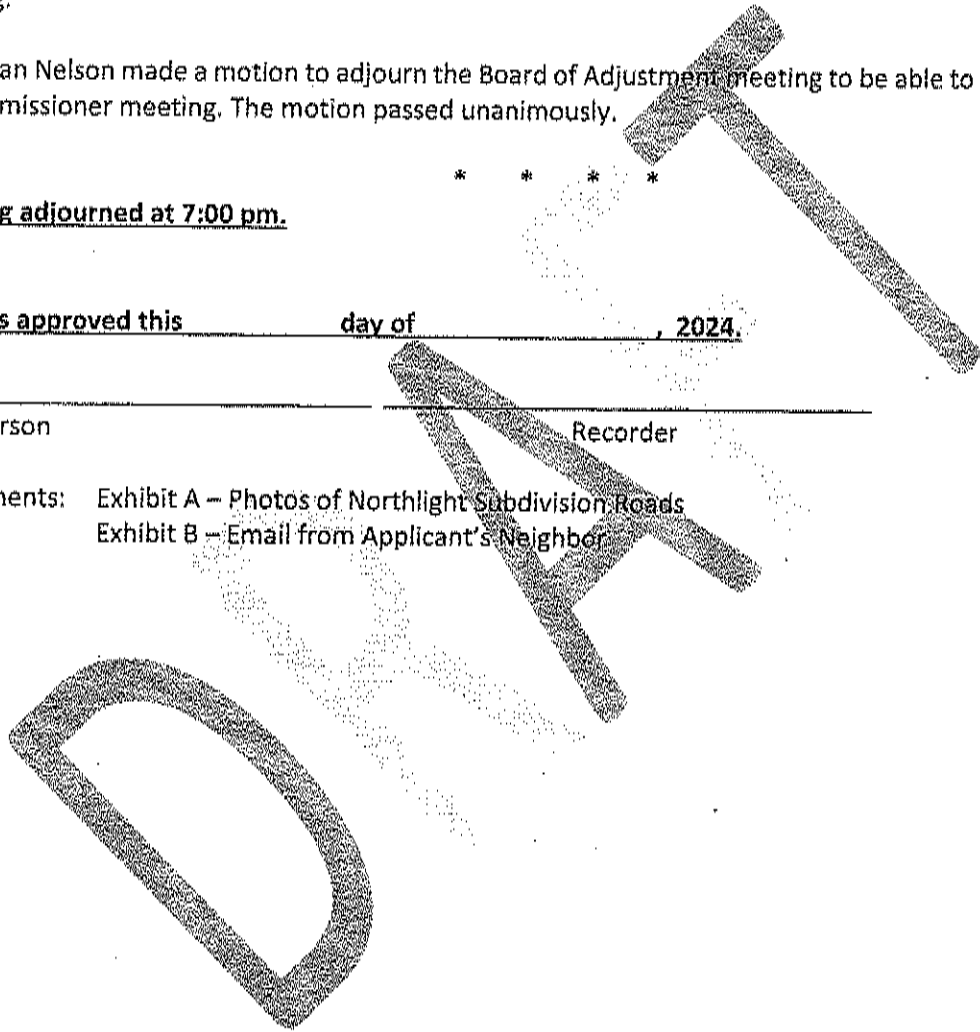 an Nelson made a motion to adjourn the Board of Adjustment meeting to be able to
missioner meeting. The motion passed unanimously.
* * * *
g adjourned at 7:00 pm.
s approved this day of , 2024.
rson Recorder
nents: Exhibit A – Photos of Northlight Subdivision Roads
Exhibit B – Email from Applicant's Neighbor
DRAFT